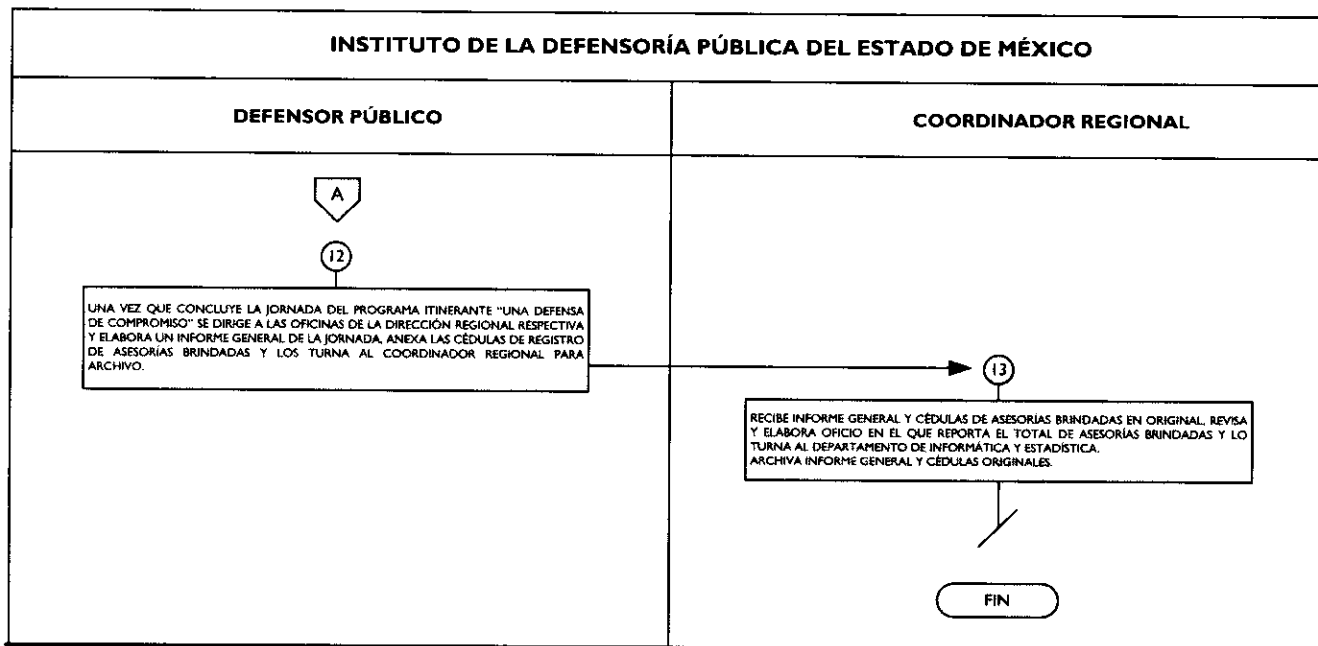 INSTITUTO DE LA DEFENSORÍA PÚBLICA DEL ESTADO DE MÉXICO
DEFENSOR PÚBLICO
COORDINADOR REGIONAL
A
12
UNA VEZ QUE CONCLUYE LA JORNADA DEL PROGRAMA ITINERANTE "UNA DEFENSA
DE COMPROMISO" SE DIRIGE A LAS OFICINAS DE LA DIRECCIÓN REGIONAL RESPECTIVA
Y ELABORA UN INFORME GENERAL DE LA JORNADA, ANEXA LAS CÉDULAS DE REGISTRO
DE ASESORÍAS BRINDADAS Y LOS TURNA AL COORDINADOR REGIONAL PARA
ARCHIVO.
13
RECIBE INFORME GENERAL Y CÉDULAS DE ASESORÍAS BRINDADAS EN ORIGINAL, REVISA
Y ELABORA OFICIO EN EL QUE REPORTA EL TOTAL DE ASESORÍAS BRINDADAS Y LO
TURNA AL DEPARTAMENTO DE INFORMÁTICA Y ESTADÍSTICA.
ARCHIVA INFORME GENERAL Y CÉDULAS ORIGINALES.
FIN